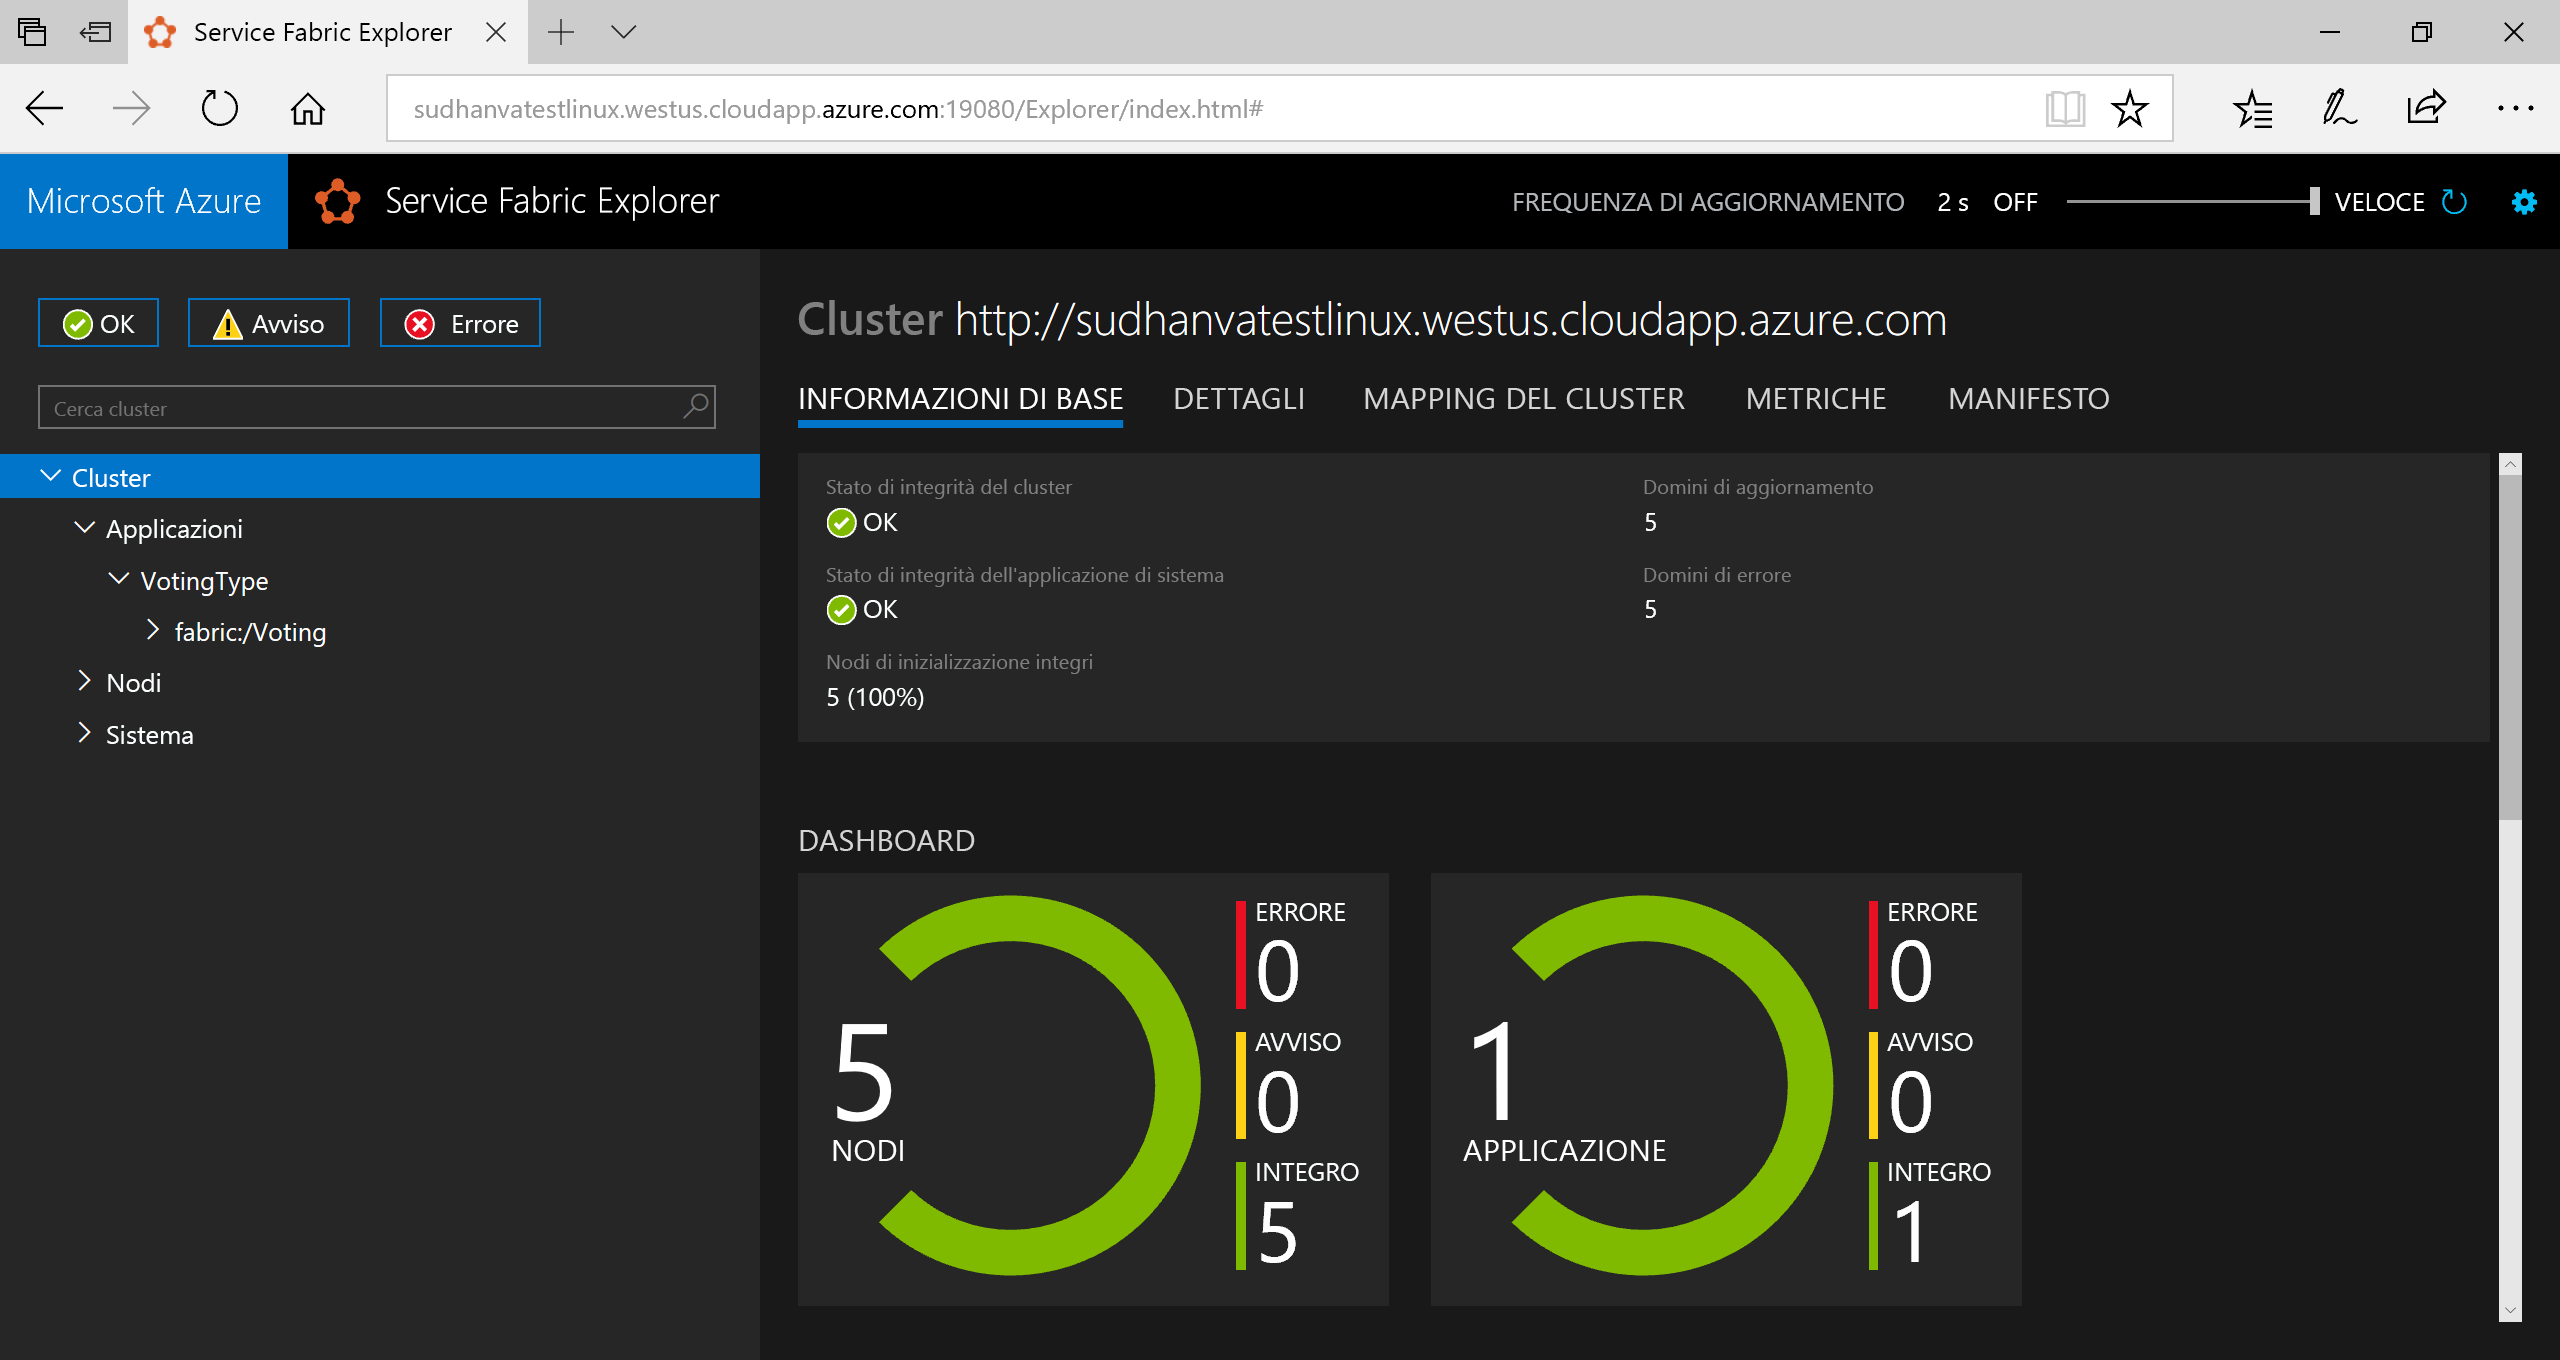 Service Fabric Explorer
sudhanvatestlinux.westus.cloudapp.azure.com:19080/Explorer/index.html#
Microsoft Azure
Service Fabric Explorer
FREQUENZA DI AGGIORNAMENTO 2 s OFF VELOCE
OK Avviso Errore
Cerca cluster
Cluster
Applicazioni
VotingType
fabric:/Voting
Nodi
Sistema
Cluster http://sudhanvatestlinux.westus.cloudapp.azure.com
INFORMAZIONI DI BASE DETTAGLI MAPPING DEL CLUSTER METRICHE MANIFESTO
Stato di integrità del cluster
OK
Domini di aggiornamento
5
Stato di integrità dell'applicazione di sistema
OK
Domini di errore
5
Nodi di inizializzazione integri
5 (100%)
DASHBOARD
5
NODI
ERRORE
0
AVVISO
0
INTEGRO
5
1
APPLICAZIONE
ERRORE
0
AVVISO
0
INTEGRO
1